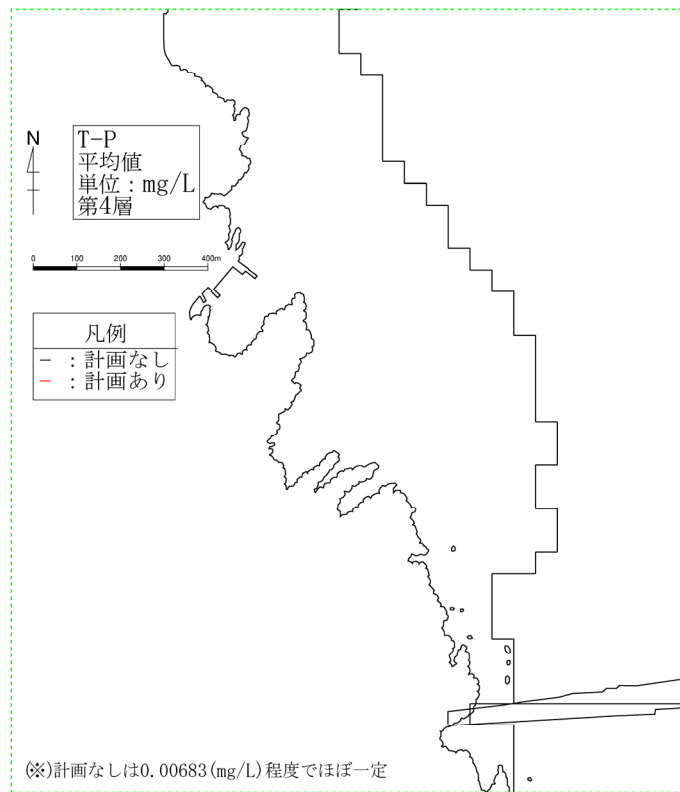 N
T-P
平均値
単位：mg/L
第4層
0 100 200 300 400m
凡例
－ ：計画なし
－ ：計画あり
(※)計画なしは0.00683(mg/L)程度でほぼ一定